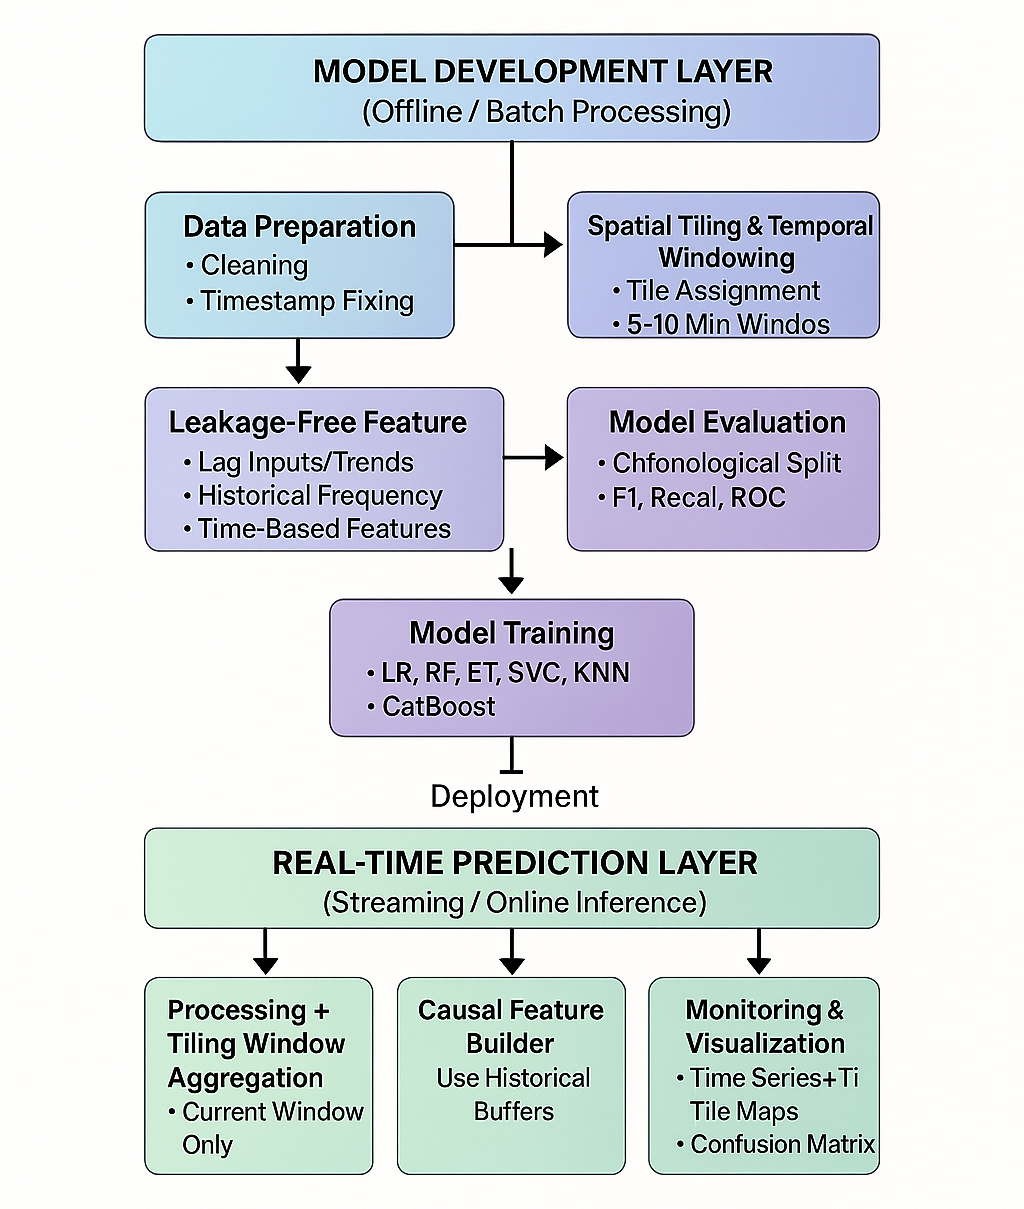 MODEL DEVELOPMENT LAYER
(Offline / Batch Processing)
Data Preparation
• Cleaning
• Timestamp Fixing
Spatial Tiling & Temporal
Windowing
• Tile Assignment
• 5-10 Min Windos
Leakage-Free Feature
• Lag Inputs/Trends
• Historical Frequency
• Time-Based Features
Model Evaluation
• Chfonological Split
• F1, Recal, ROC
Model Training
• LR, RF, ET, SVC, KNN
• CatBoost
Deployment
REAL-TIME PREDICTION LAYER
(Streaming / Online Inference)
Processing +
Tiling Window
Aggregation
• Current Window
Only
Causal Feature
Builder
Use Historical
Buffers
Monitoring &
Visualization
• Time Series+Ti
Tile Maps
• Confusion Matrix